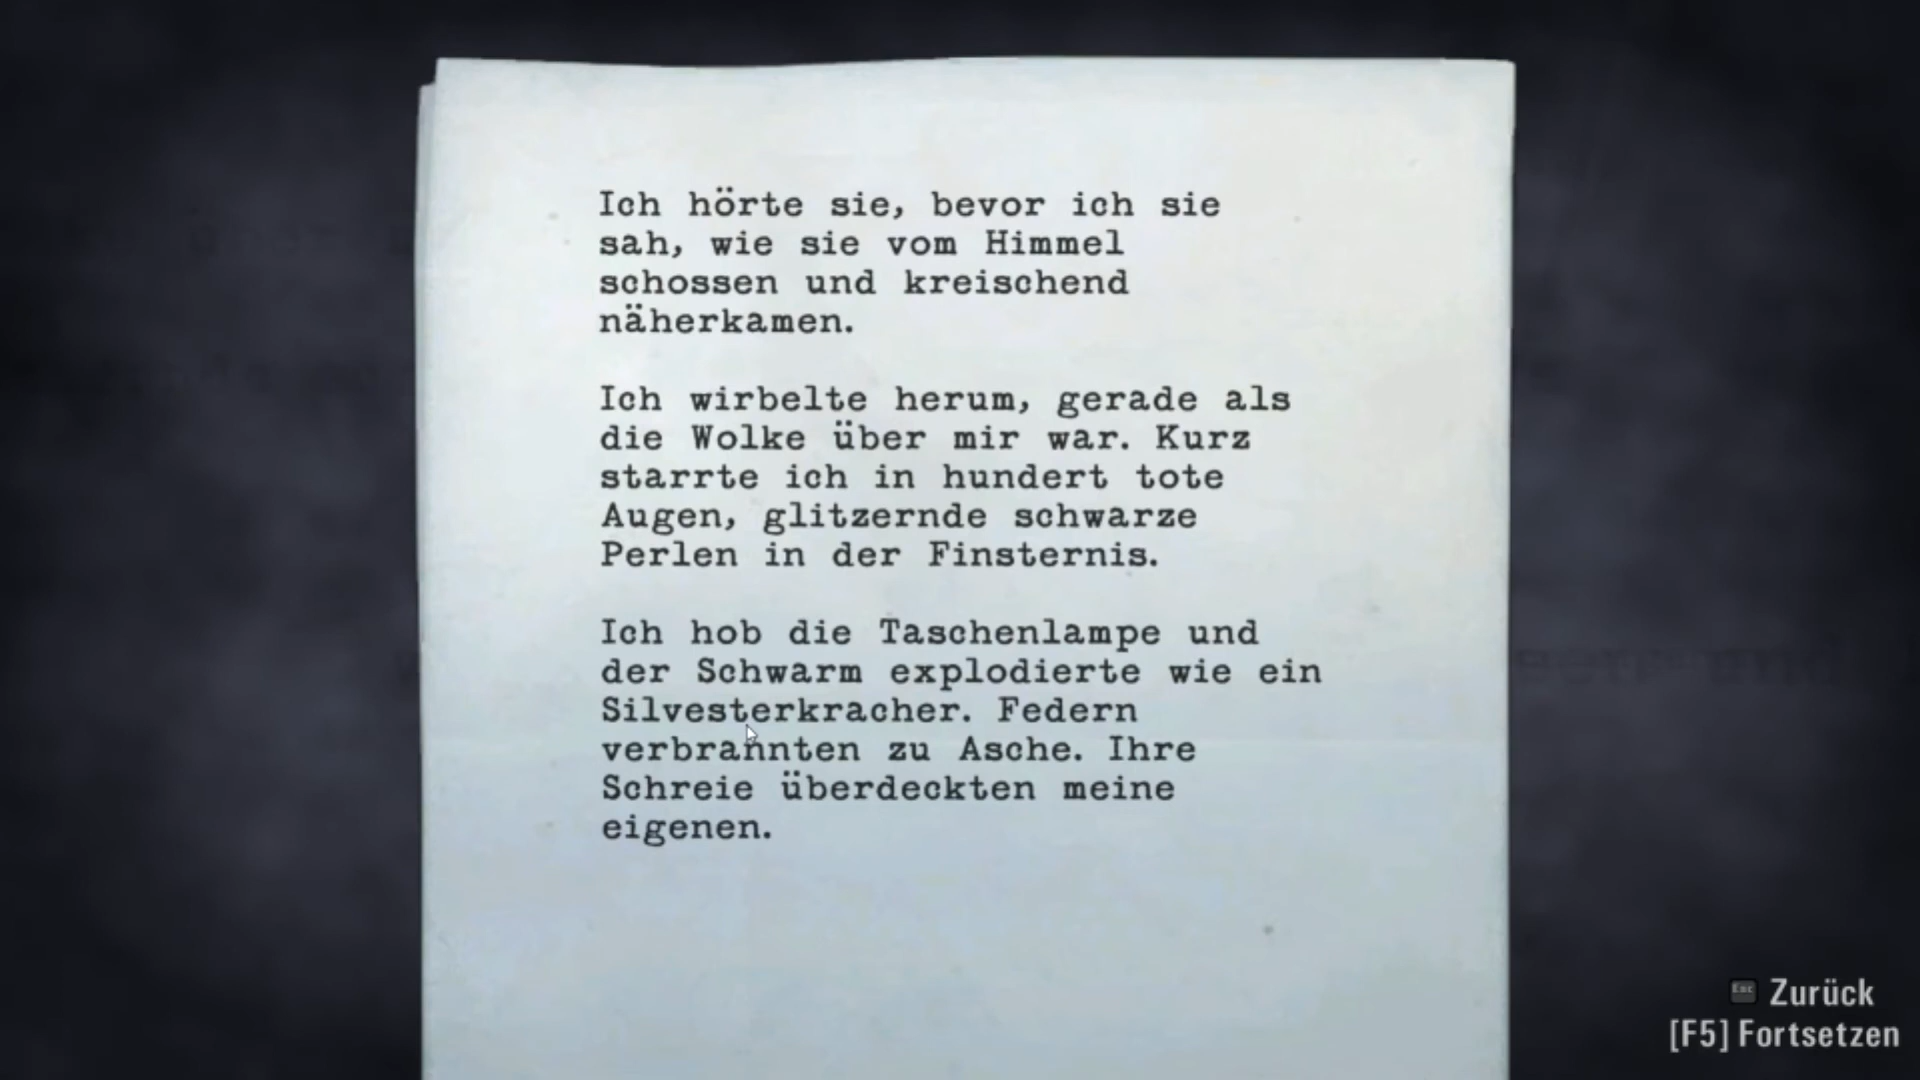 Ich hörte sie, bevor ich sie
sah, wie sie vom Himmel
schossen und kreischend
näherkamen.
Ich wirbelte herum, gerade als
die Wolke über mir war. Kurz
starrte ich in hundert tote
Augen, glitzernde schwarze
Perlen in der Finsternis.
Ich hob die Taschenlampe und
der Schwarm explodierte wie ein
Silvesterkracher. Federn
verbrannten zu Asche. Ihre
Schreie überdeckten meine
eigenen.
Esc Zurück
[F5] Fortsetzen